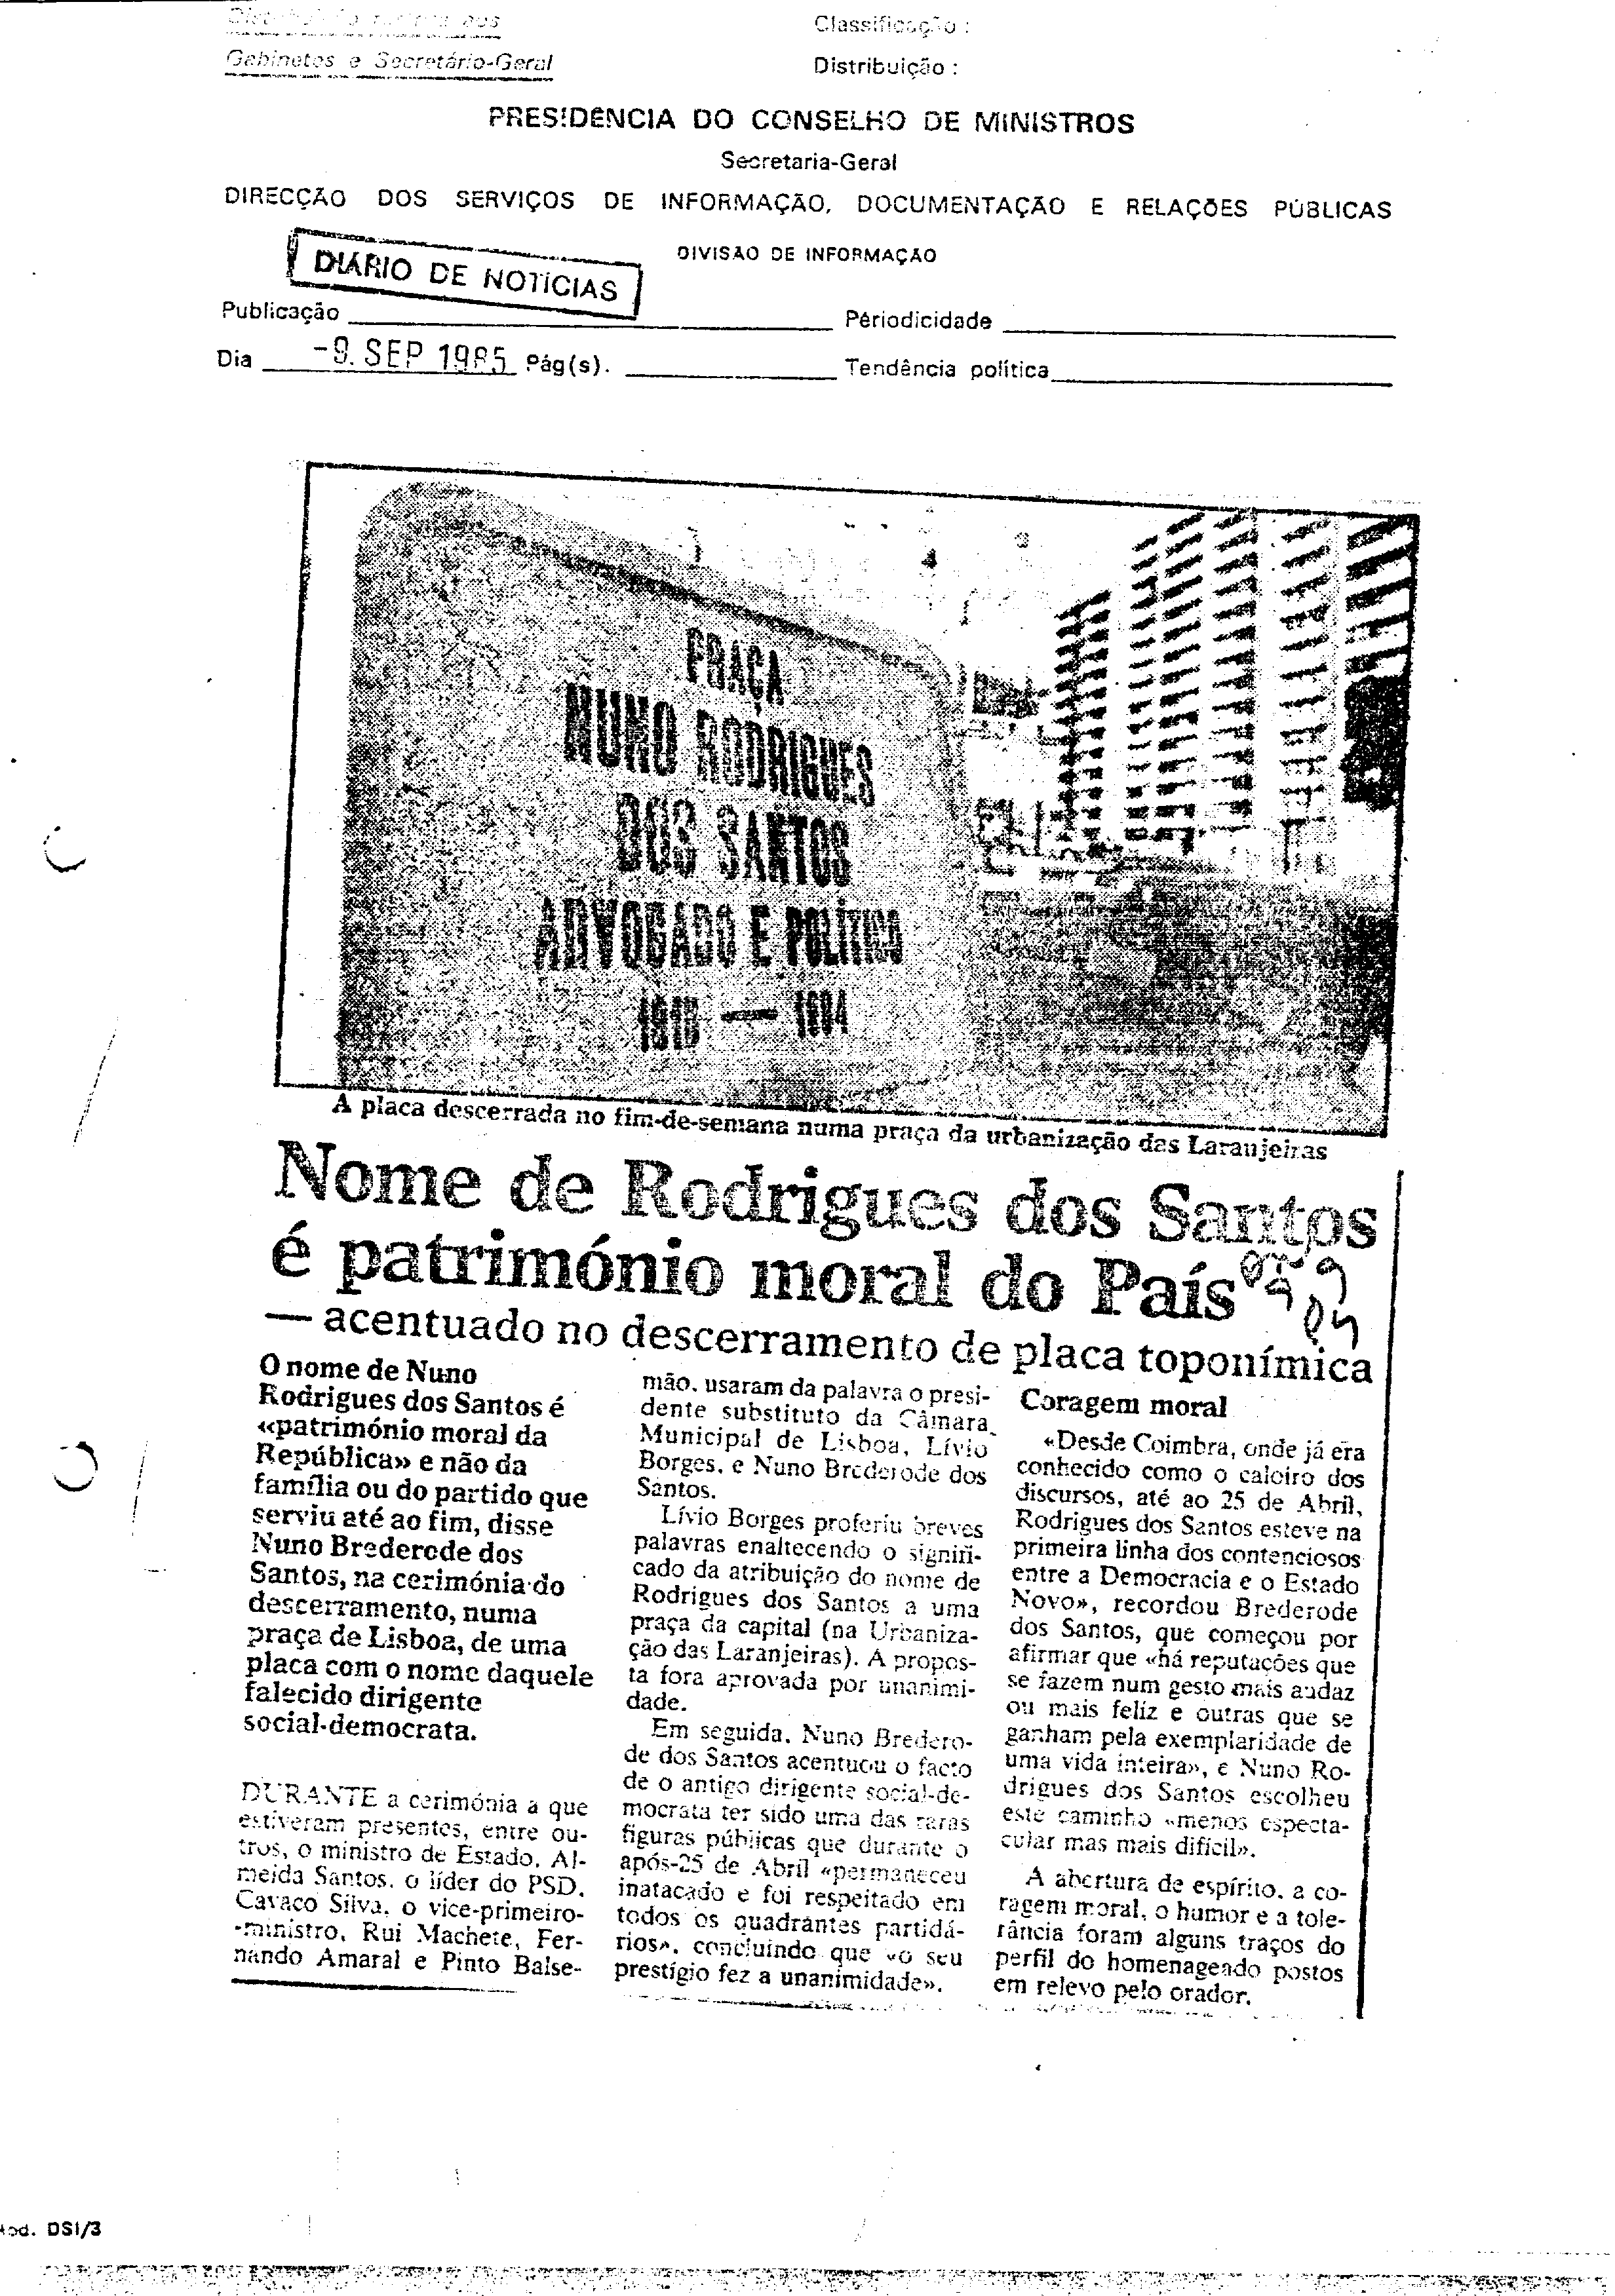 Gabinetes e Secretário-Geral
Classificação :
Distribuição :
PRESIDÊNCIA DO CONSELHO DE MINISTROS
Secretaria-Geral
DIRECÇÃO DOS SERVIÇOS DE INFORMAÇÃO, DOCUMENTAÇÃO E RELAÇÕES PÚBLICAS
DIVISÃO DE INFORMAÇÃO
DIÁRIO DE NOTICIAS
Publicação
Periodicidade
Dia -9. SEP 1985 Pág(s).
Tendência política
PRAÇA
NUNO RODRIGUES
DOS SANTOS
ADVOGADO E POLÍTICO
A placa descerrada no fim-de-semana numa praça da urbanização das Laranjeiras
Nome de Rodrigues dos Santos
é património moral do País
— acentuado no descerramento de placa toponímica
O nome de Nuno
Rodrigues dos Santos é
«património moral da
República» e não da
família ou do partido que
serviu até ao fim, disse
Nuno Brederode dos
Santos, na cerimónia do
descerramento, numa
praça de Lisboa, de uma
placa com o nome daquele
falecido dirigente
social-democrata.
DURANTE a cerimónia a que
estiveram presentes, entre ou-
tros, o ministro de Estado, Al-
meida Santos, o líder do PSD,
Cavaco Silva, o vice-primeiro-
-ministro, Rui Machete, Fer-
nando Amaral e Pinto Balse-
mão, usaram da palavra o presi-
dente substituto da Câmara
Municipal de Lisboa, Lívio
Borges, e Nuno Brederode dos
Santos.
Lívio Borges proferiu breves
palavras enaltecendo o signifi-
cado da atribuição do nome de
Rodrigues dos Santos a uma
praça da capital (na Urbaniza-
ção das Laranjeiras). A propos-
ta fora aprovada por unanimi-
dade.
Em seguida, Nuno Bredero-
de dos Santos acentuou o facto
de o antigo dirigente social-de-
mocrata ter sido uma das raras
figuras públicas que durante o
após-25 de Abril «permaneceu
inatacado e foi respeitado em
todos os quadrantes partidá-
rios», concluindo que «o seu
prestígio fez a unanimidade».
Coragem moral
«Desde Coimbra, onde já era
conhecido como o caloiro dos
discursos, até ao 25 de Abril,
Rodrigues dos Santos esteve na
primeira linha dos contenciosos
entre a Democracia e o Estado
Novo», recordou Brederode
dos Santos, que começou por
afirmar que «há reputações que
se fazem num gesto mais audaz
ou mais feliz e outras que se
ganham pela exemplaridade de
uma vida inteira», e Nuno Ro-
drigues dos Santos escolheu
este caminho «menos especta-
cular mas mais difícil».
A abertura de espírito, a co-
ragem moral, o humor e a tole-
rância foram alguns traços do
perfil do homenageado postos
em relevo pelo orador.
DSI/3